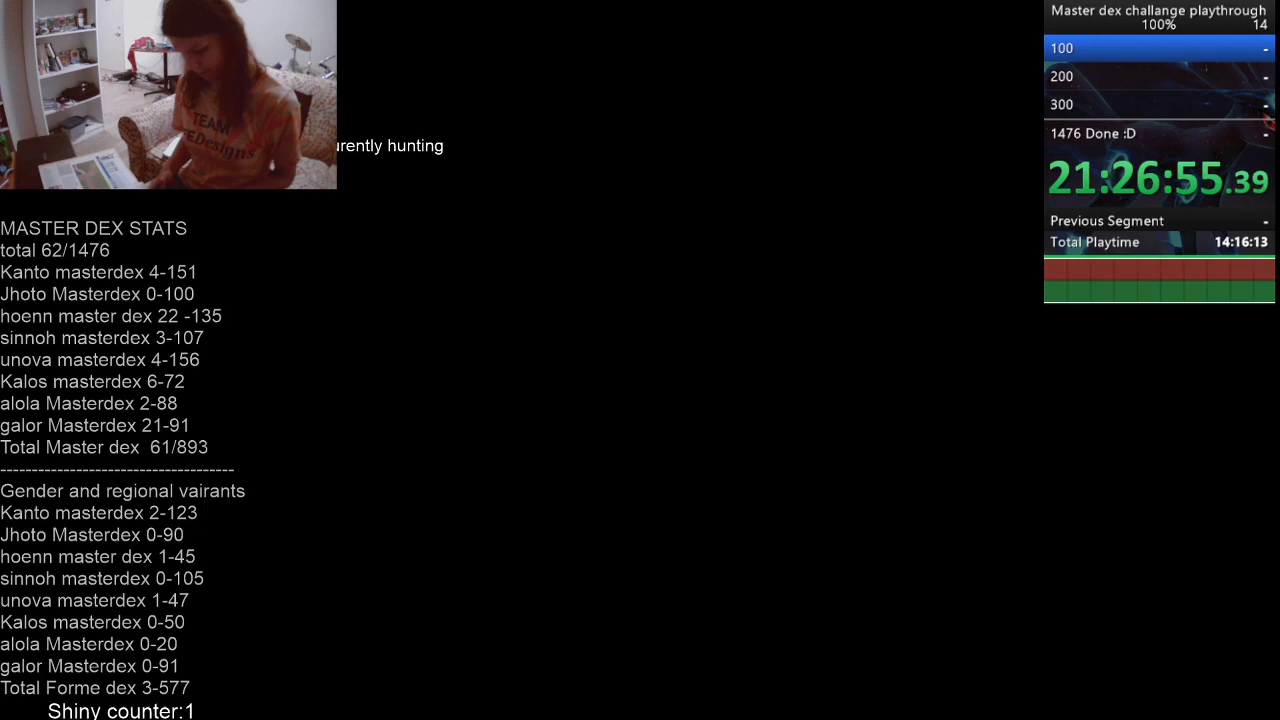 TEAM
EDesigns
urently hunting
MASTER DEX STATS
total 62/1476
Kanto masterdex 4-151
Jhoto Masterdex 0-100
hoenn master dex 22 -135
sinnoh masterdex 3-107
unova masterdex 4-156
Kalos masterdex 6-72
alola Masterdex 2-88
galor Masterdex 21-91
Total Master dex  61/893
-------------------------------------
Gender and regional vairants
Kanto masterdex 2-123
Jhoto Masterdex 0-90
hoenn master dex 1-45
sinnoh masterdex 0-105
unova masterdex 1-47
Kalos masterdex 0-50
alola Masterdex 0-20
galor Masterdex 0-91
Total Forme dex 3-577
Shiny counter:1
Master dex challange playthrough
100% 14
100 -
200 -
300 -
1476 Done :D -
21:26:55.39
Previous Segment -
Total Playtime 14:16:13